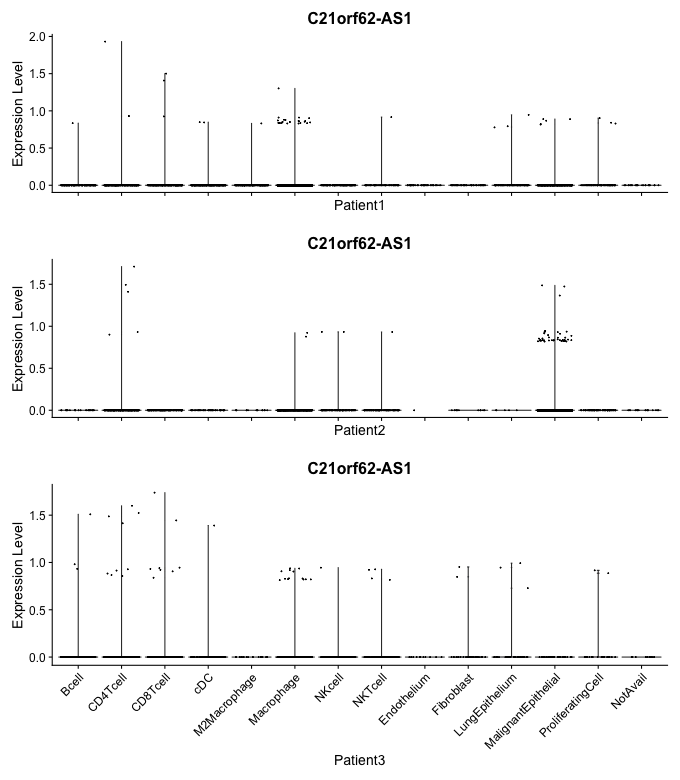 C21orf62-AS1
2.0
1.5
1.0
0.5
0.0
Expression Level
Patient1
C21orf62-AS1
1.5
1.0
0.5
0.0
Expression Level
Patient2
C21orf62-AS1
1.5
1.0
0.5
0.0
Expression Level
Bcell
CD4Tcell
CD8Tcell
cDC
M2Macrophage
Macrophage
NKcell
NKTcell
Endothelium
Fibroblast
LungEpithelium
MalignantEpithelial
ProliferatingCell
NotAvail
Patient3